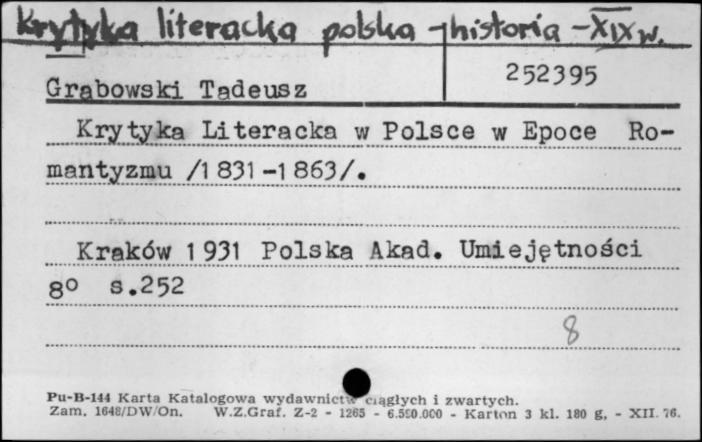 Krytyka literacka polska - historia - XIX w.
252395
Grabowski Tadeusz
Krytyka Literacka w Polsce w Epoce Ro-
mantyzmu /1831-1863/.
Kraków 1931 Polska Akad. Umiejętności
8° s.252
8
Pu-B-144 Karta Katalogowa wydawnictw ciągłych i zwartych.
Zam. 1648/DW/On. W.Z.Graf. Z-2 - 1265 - 6.550.000 - Karton 3 kl. 180 g, - XII. 76.